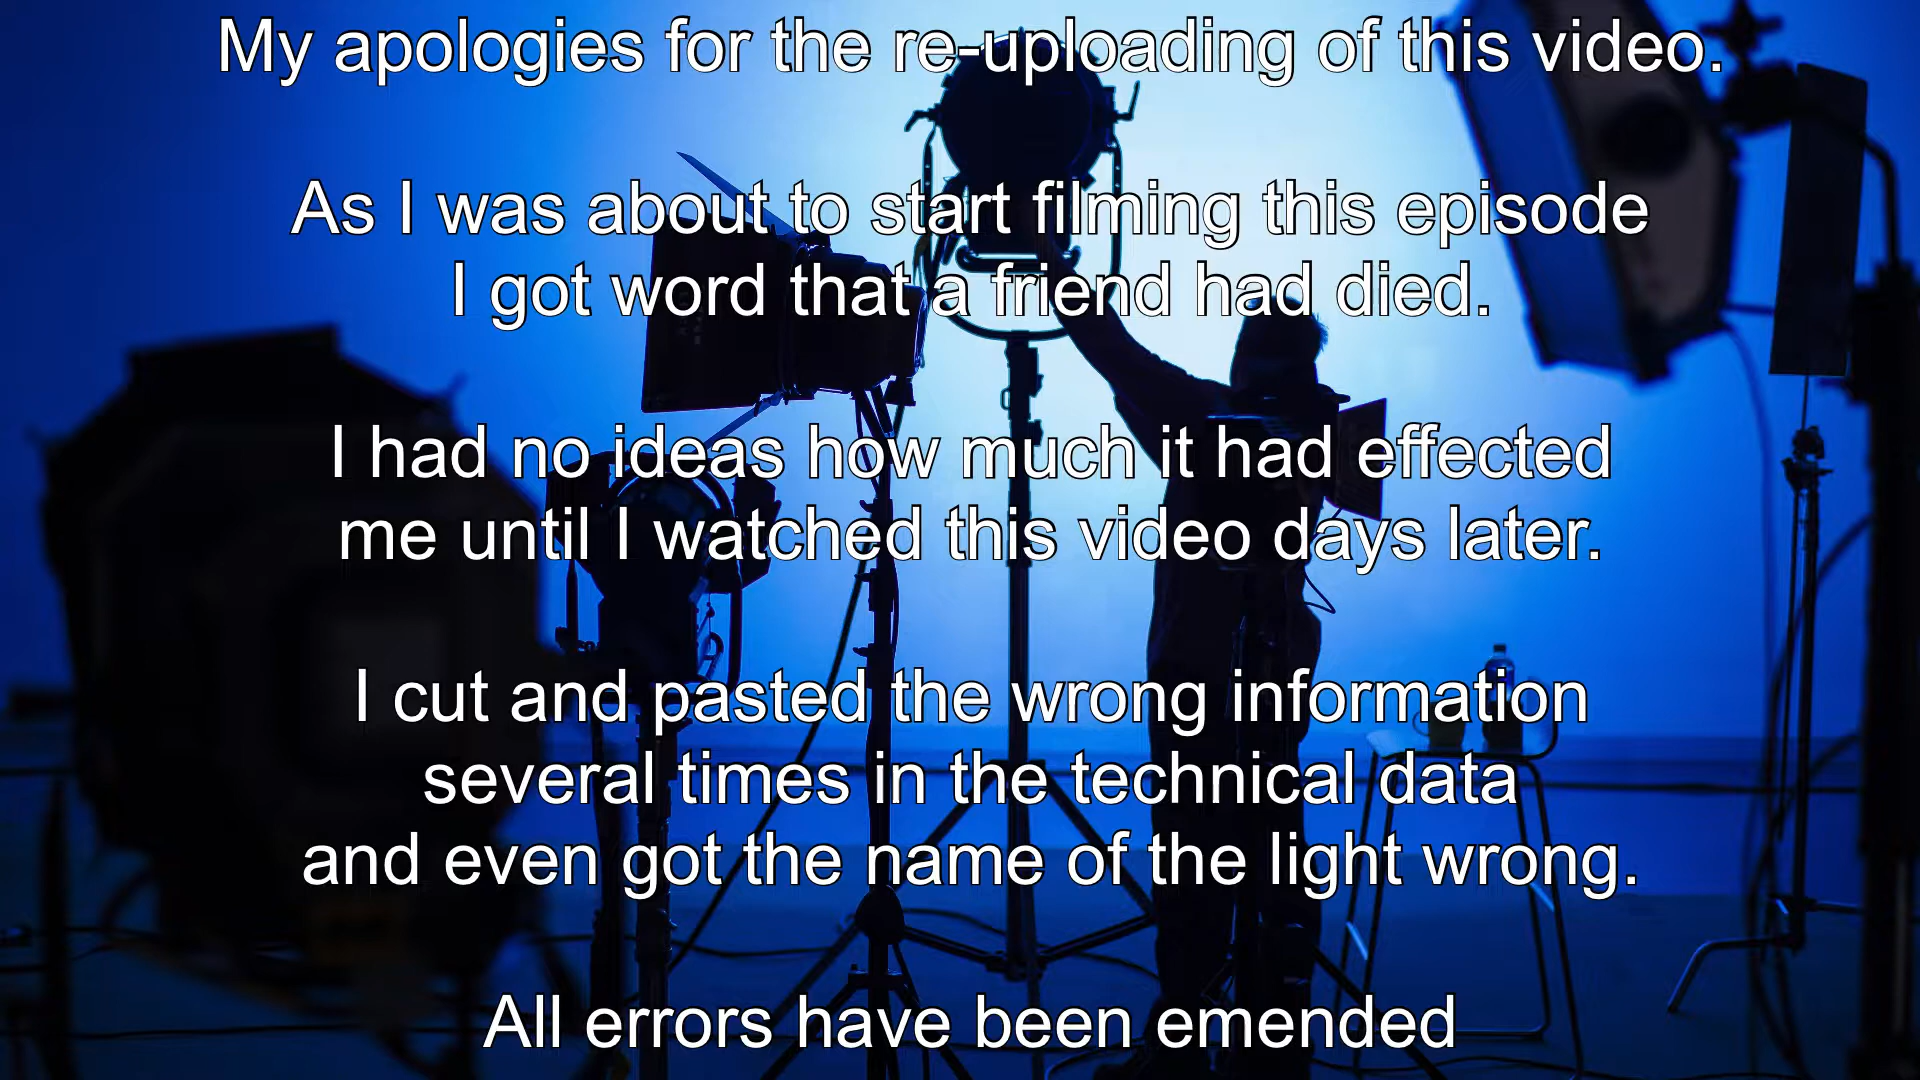 My apologies for the re-uploading of this video.
As I was about to start filming this episode
I got word that a friend had died.
I had no ideas how much it had effected
me until I watched this video days later.
I cut and pasted the wrong information
several times in the technical data
and even got the name of the light wrong.
All errors have been emended